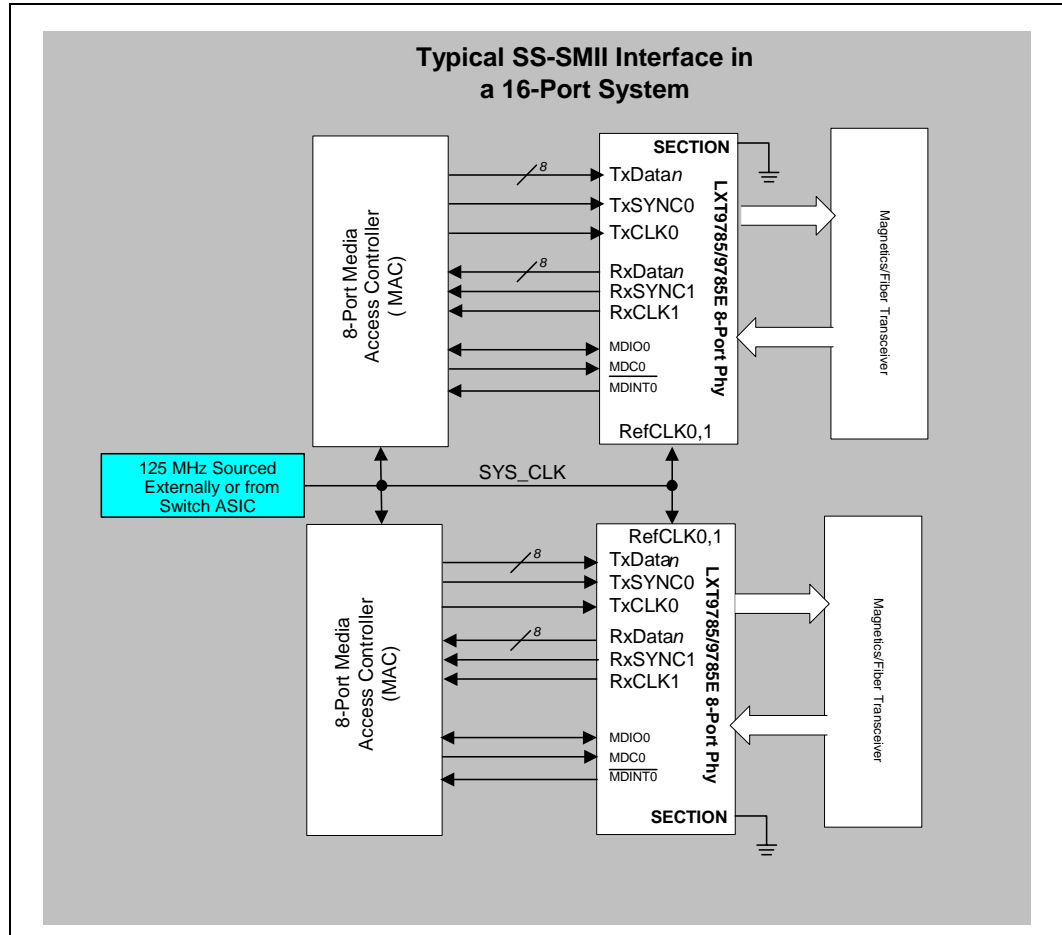 Typical SS-SMII Interface in
a 16-Port System
8-Port Media
Access Controller
( MAC)
8
8
SECTION
TxDatan
TxSYNC0
TxCLK0
RxDatan
RxSYNC1
RxCLK1
MDIO0
MDC0
MDINT0
RefCLK0,1
LXT9785/9785E 8-Port Phy
Magnetics/Fiber Transceiver
125 MHz Sourced
Externally or from
Switch ASIC
SYS_CLK
8-Port Media
Access Controller
(MAC)
8
8
RefCLK0,1
TxDatan
TxSYNC0
TxCLK0
RxDatan
RxSYNC1
RxCLK1
MDIO0
MDC0
MDINT0
SECTION
LXT9785/9785E 8-Port Phy
Magnetics/Fiber Transceiver